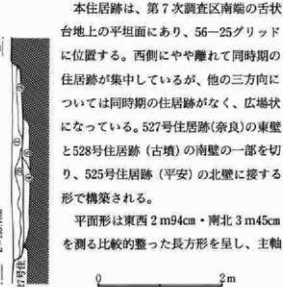 本住居跡は、第7次調査区南端の舌状
台地上の平坦面にあり、56−25グリッド
に位置する。西側にやや離れて同時期の
住居跡が集中しているが、他の三方向に
ついては同時期の住居跡がなく、広場状
になっている。527号住居跡(奈良)の東壁
と528号住居跡(古墳)の南壁の一部を切
り、525号住居跡(平安)の北壁に接する
形で構築される。
平面形は東西2m94cm・南北3m45cm
を測る比較的整った長方形を呈し、主軸
0 2m
27号住